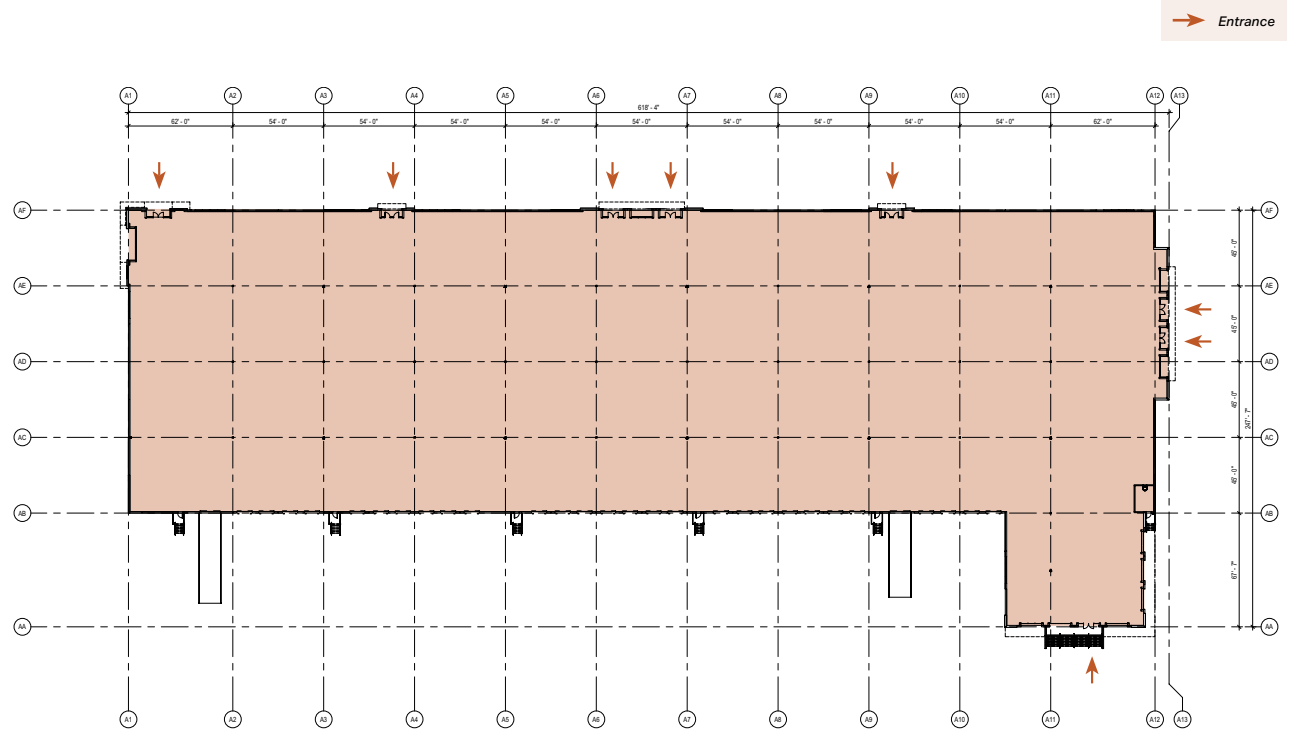 Entrance
A1 A2 A3 A4 A5 A6 A7 A8 A9 A10 A11 A12 A13
618' - 4"
62' - 0" 54' - 0" 54' - 0" 54' - 0" 54' - 0" 54' - 0" 54' - 0" 54' - 0" 54' - 0" 54' - 0" 62' - 0"
AF AF
45' - 0"
AE AE
45' - 0"
AD AD
45' - 0"
247' - 7"
AC AC
45' - 0"
AB AB
67' - 7"
AA AA
A1 A2 A3 A4 A5 A6 A7 A8 A9 A10 A11 A12 A13